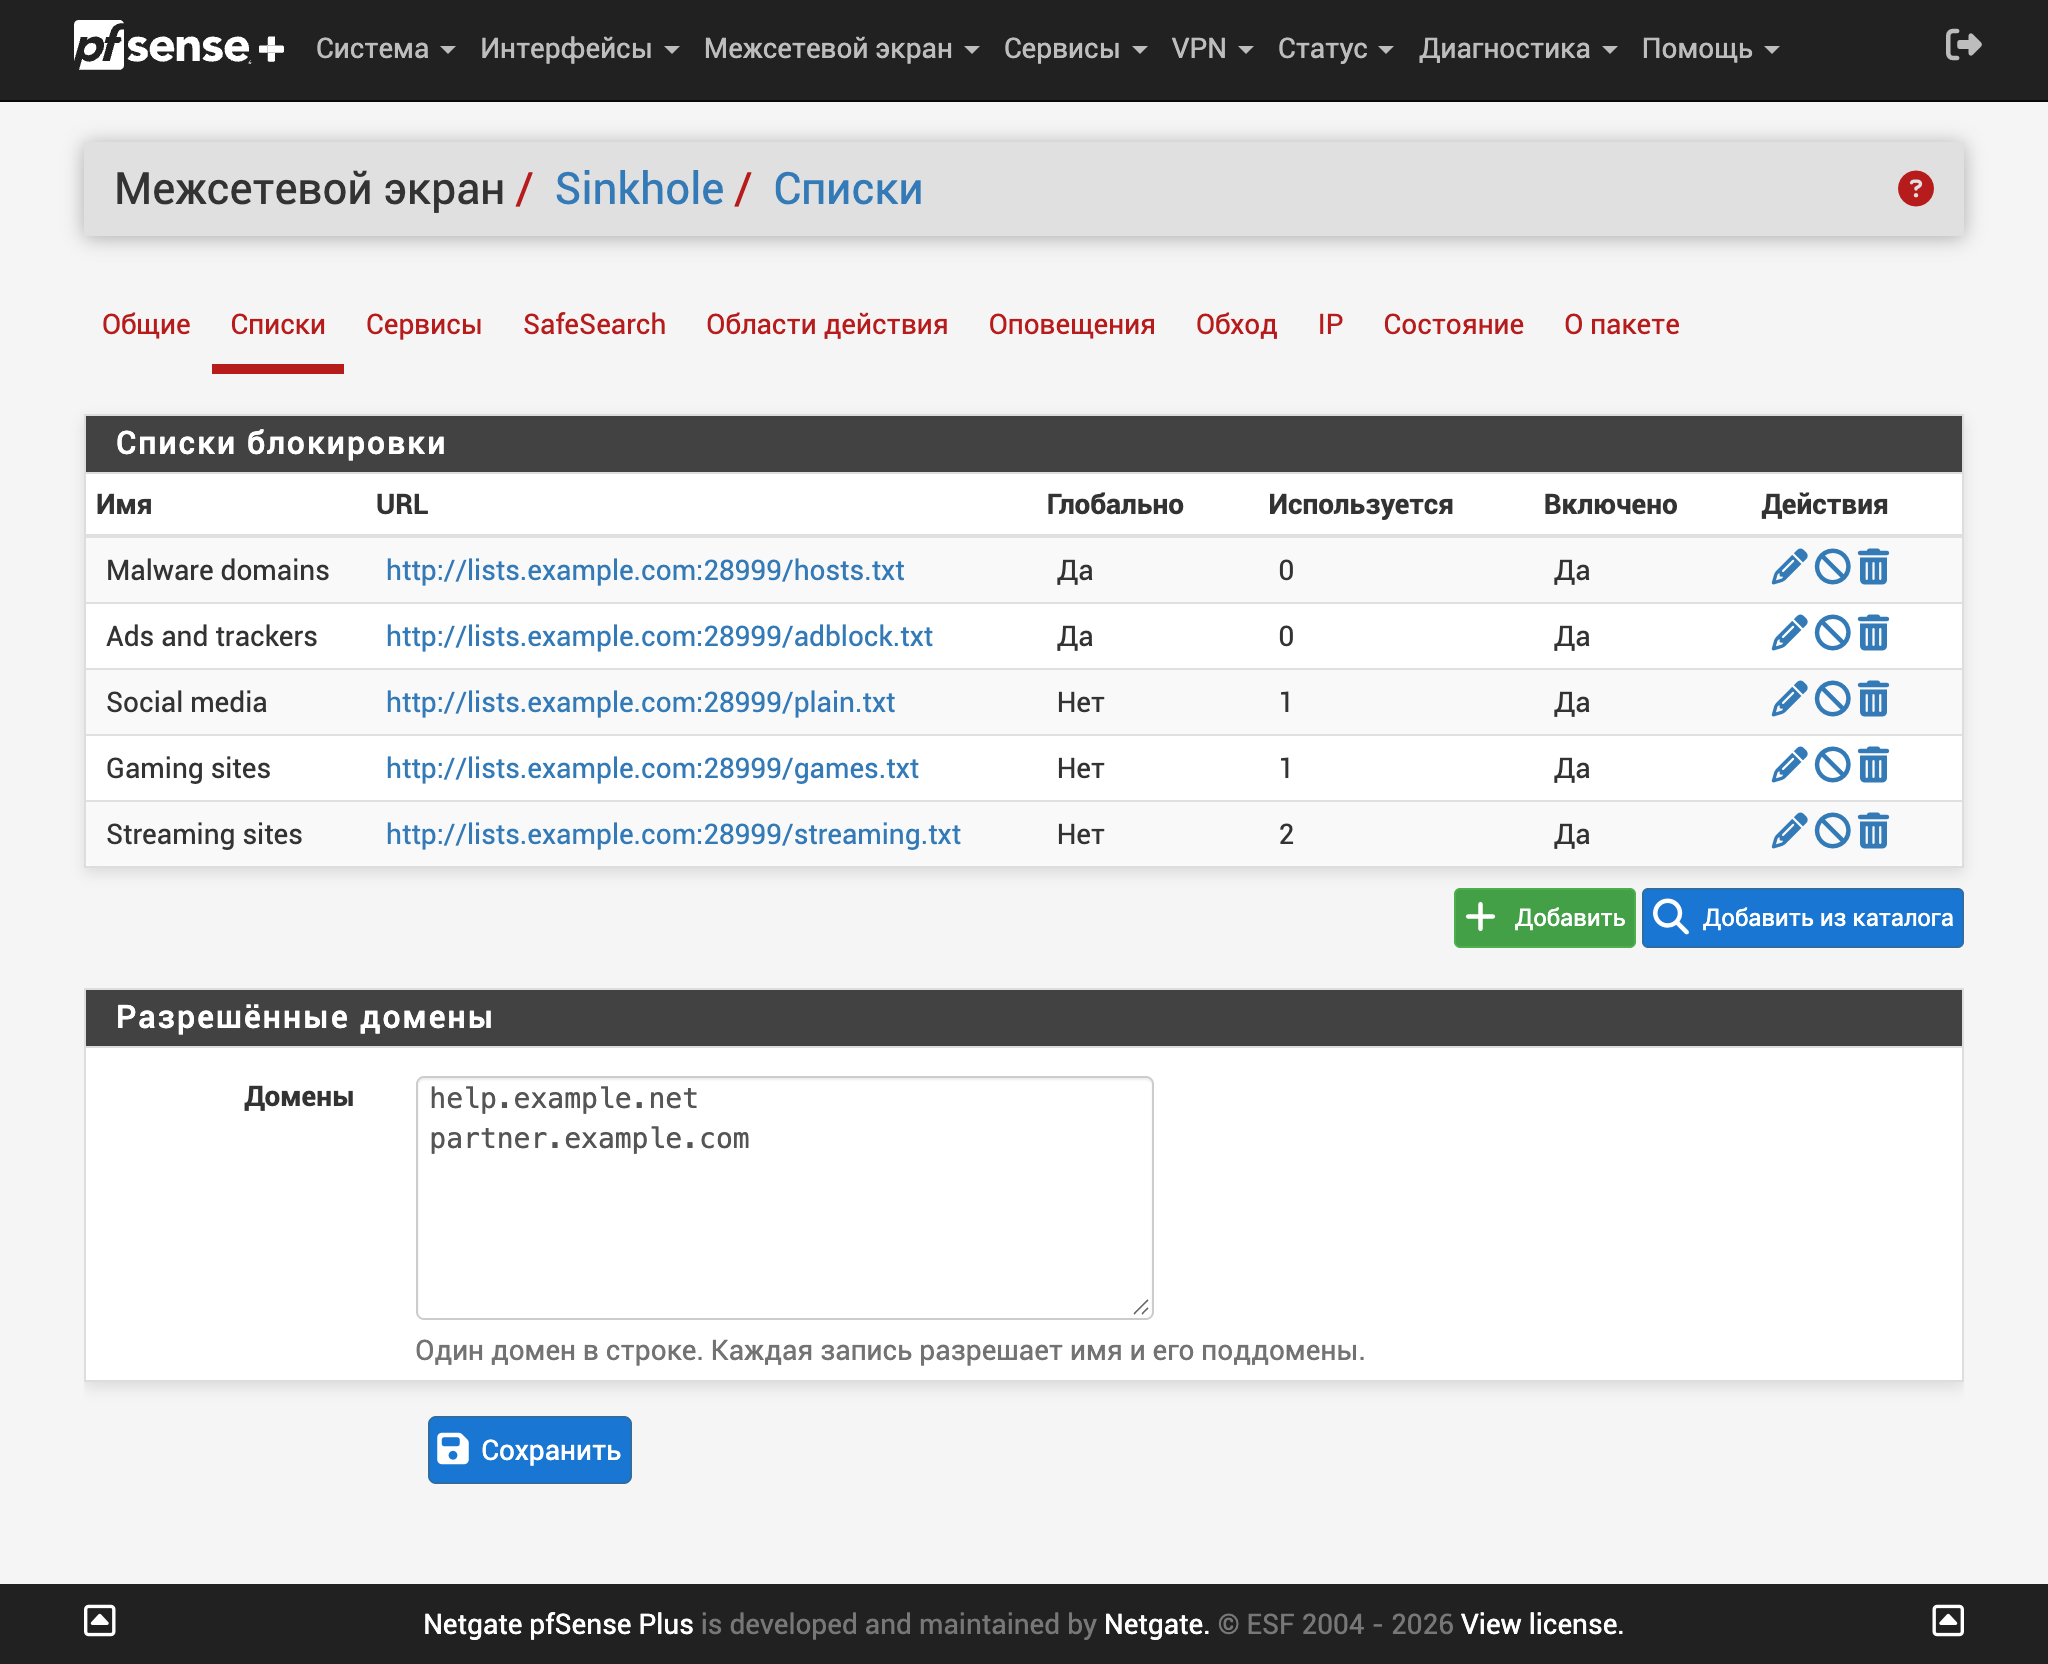 pfsense+ Система Интерфейсы Межсетевой экран Сервисы VPN Статус Диагностика Помощь
Межсетевой экран / Sinkhole / Списки
Общие Списки Сервисы SafeSearch Области действия Оповещения Обход IP Состояние О пакете
Списки блокировки
Имя URL Глобально Используется Включено Действия
Malware domains http://lists.example.com:28999/hosts.txt Да 0 Да
Ads and trackers http://lists.example.com:28999/adblock.txt Да 0 Да
Social media http://lists.example.com:28999/plain.txt Нет 1 Да
Gaming sites http://lists.example.com:28999/games.txt Нет 1 Да
Streaming sites http://lists.example.com:28999/streaming.txt Нет 2 Да
Добавить Добавить из каталога
Разрешённые домены
Домены help.example.net
partner.example.com
Один домен в строке. Каждая запись разрешает имя и его поддомены.
Сохранить
Netgate pfSense Plus is developed and maintained by Netgate. © ESF 2004 - 2026 View license.